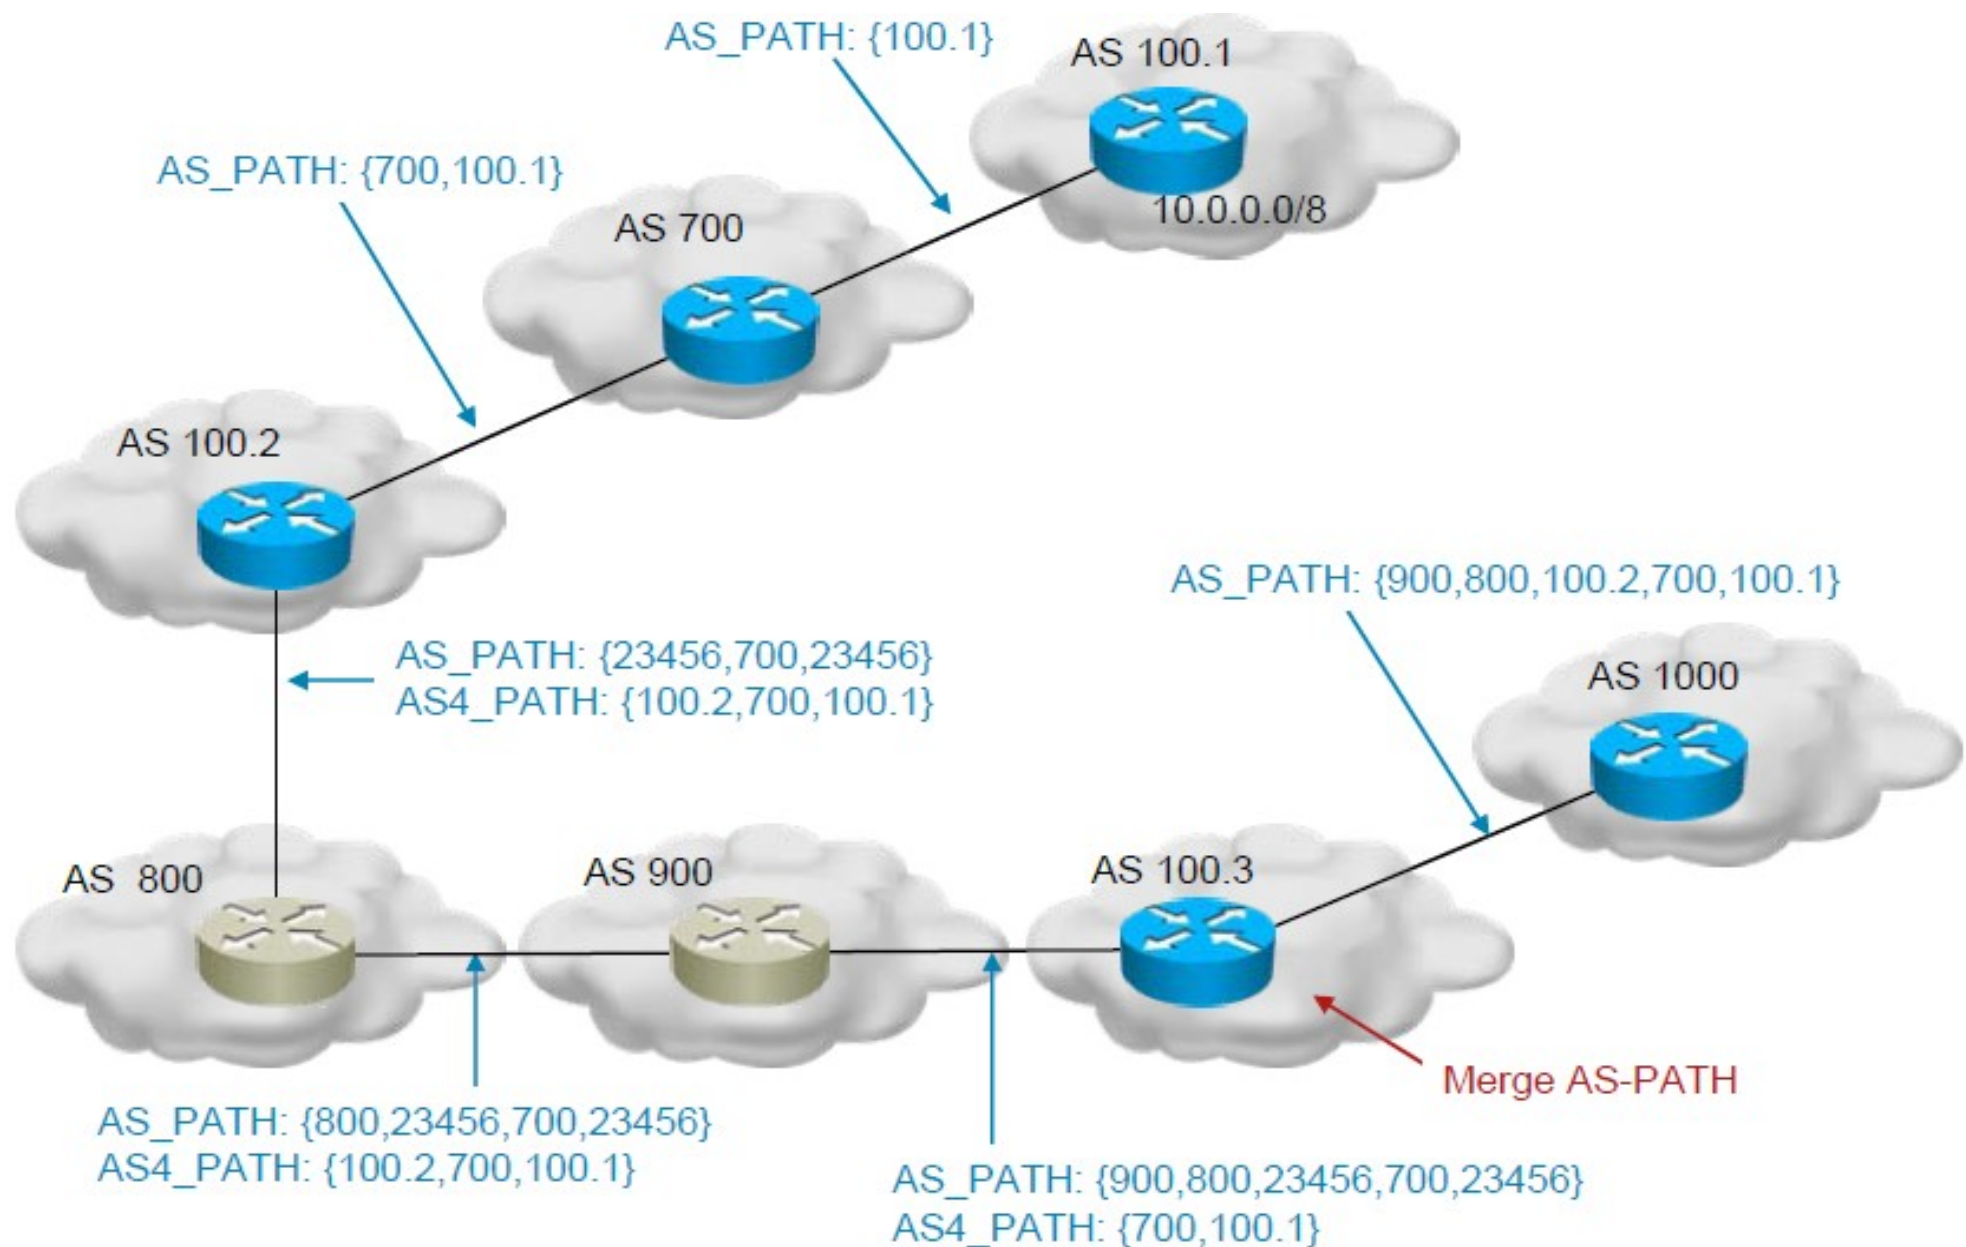 AS_PATH: {100.1}
AS 100.1
10.0.0.0/8
AS_PATH: {700,100.1}
AS 700
AS 100.2
AS_PATH: {23456,700,23456}
AS4_PATH: {100.2,700,100.1}
AS_PATH: {900,800,100.2,700,100.1}
AS 1000
AS  800
AS 900
AS 100.3
Merge AS-PATH
AS_PATH: {800,23456,700,23456}
AS4_PATH: {100.2,700,100.1}
AS_PATH: {900,800,23456,700,23456}
AS4_PATH: {700,100.1}